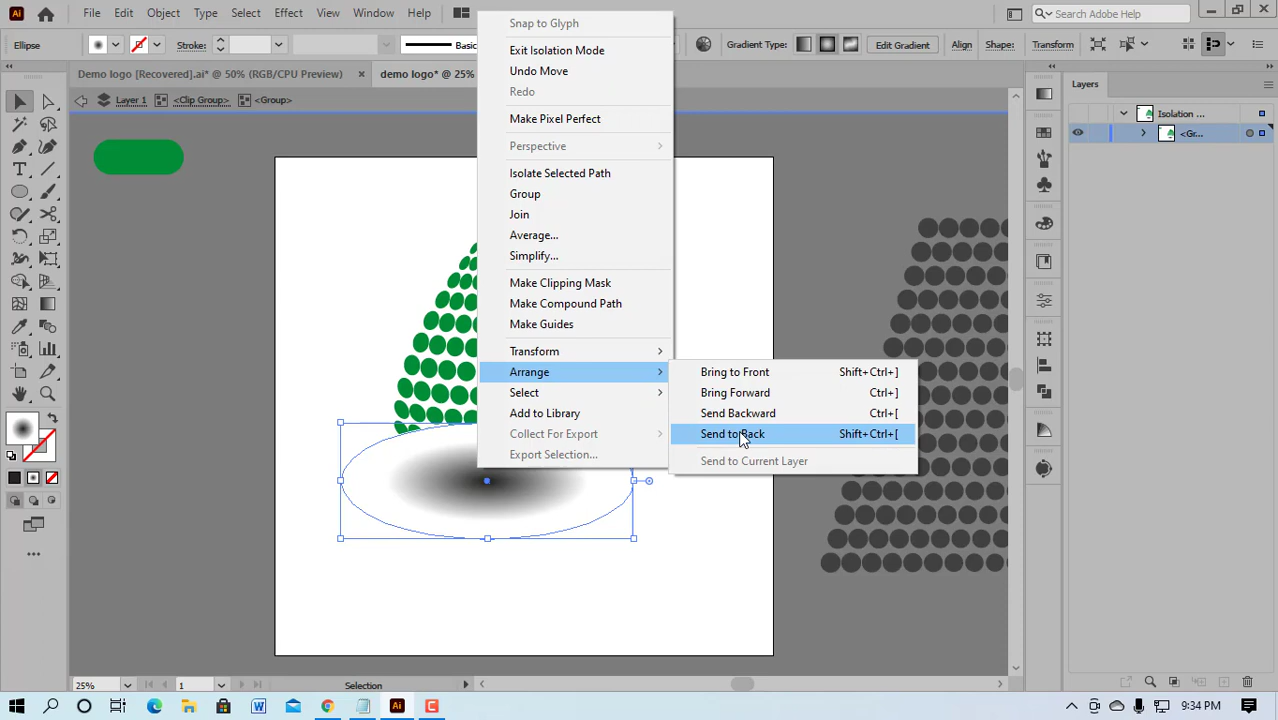 Ai File Edit Object Type Select Effect View Window Help
Search Adobe Help
Ellipse Stroke: Basic Gradient Type: Edit Gradient Align Shape: Transform
Demo logo [Recovered].ai* @ 50% (RGB/CPU Preview) × demo logo* @ 25%
Layer 1 <Clip Group> <Group>
Snap to Glyph
Exit Isolation Mode
Undo Move
Redo
Make Pixel Perfect
Perspective
Isolate Selected Path
Group
Join
Average...
Simplify...
Make Clipping Mask
Make Compound Path
Make Guides
Transform
Arrange
Select
Add to Library
Collect For Export
Export Selection...
Bring to Front Shift+Ctrl+]
Bring Forward Ctrl+]
Send Backward Ctrl+[
Send to Back Shift+Ctrl+[
Send to Current Layer
Layers
Isolation ...
<Gr...
25% 1 Selection
W Ai C 9:34 PM